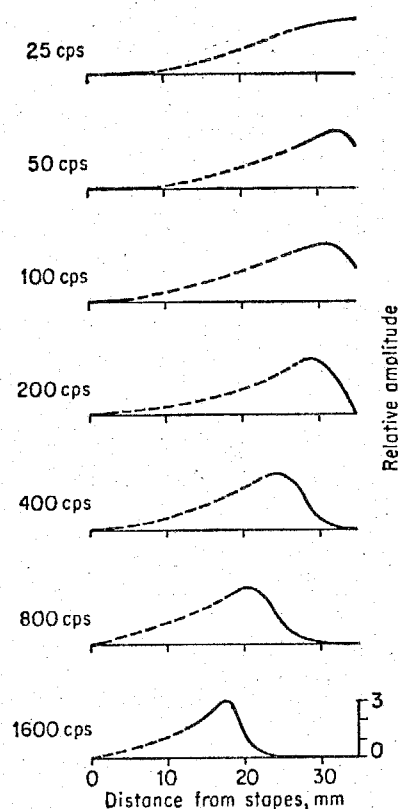 25 cps
50 cps
100 cps
200 cps
Relative amplitude
400 cps
800 cps
1600 cps
3
0
0 10 20 30
Distance from stapes, mm